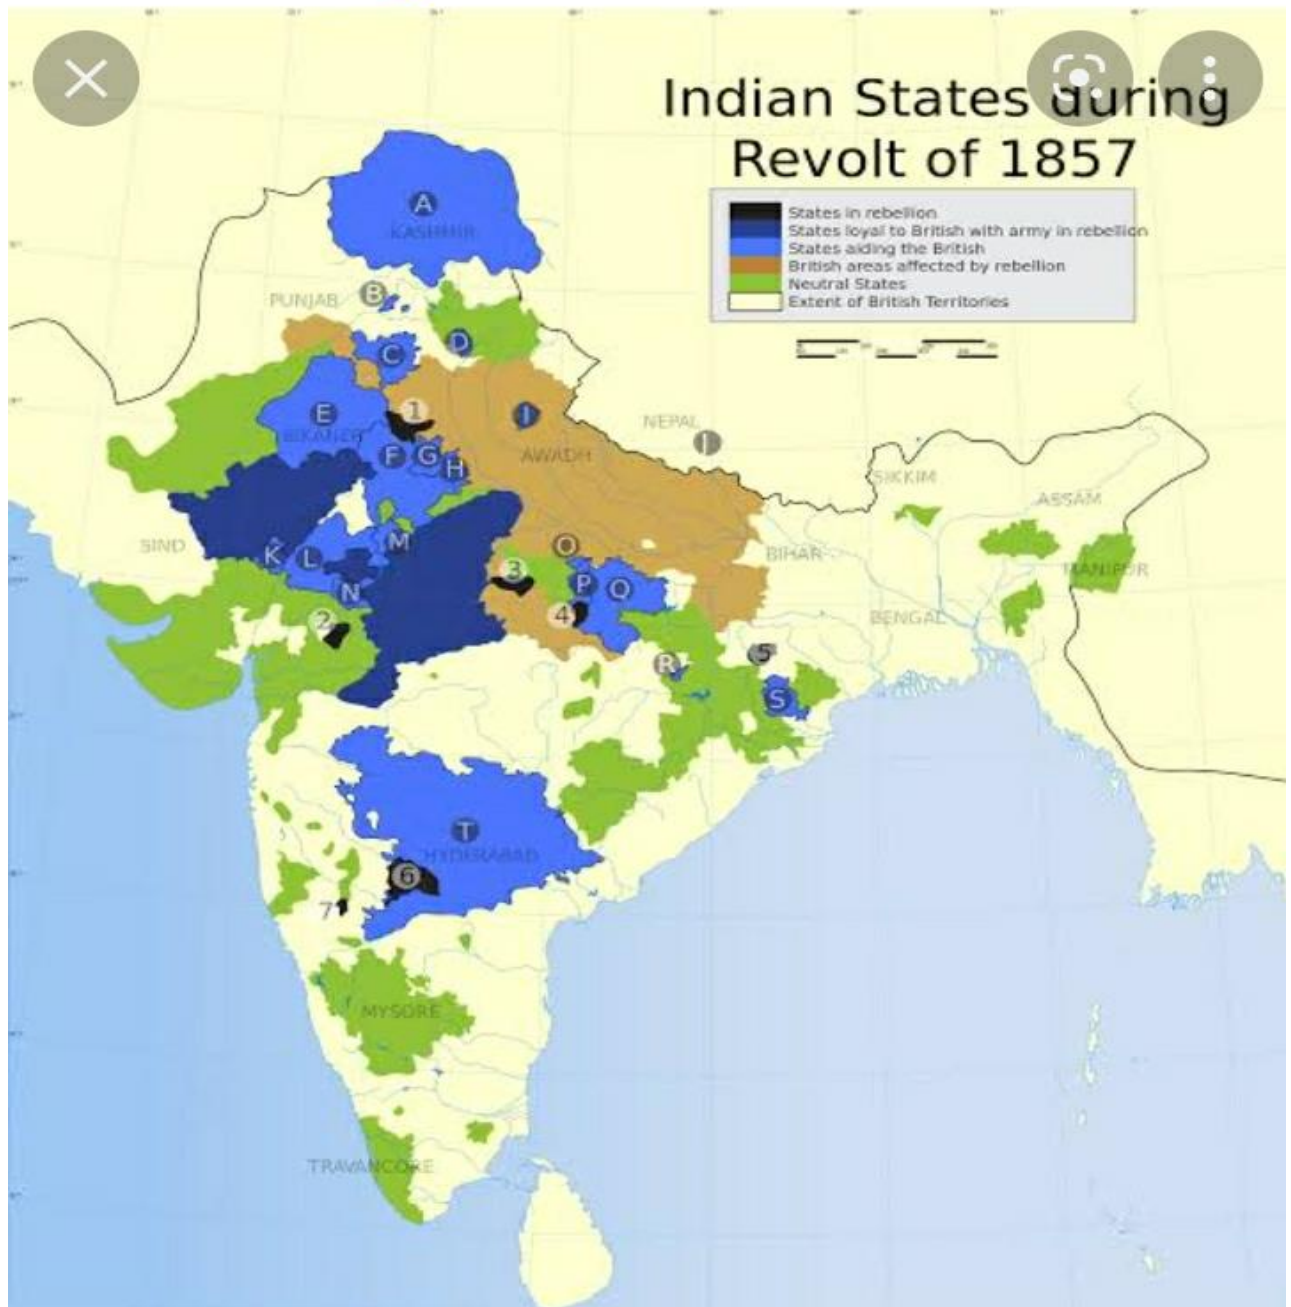 Indian States during
Revolt of 1857
States in rebellion
States loyal to British with army in rebellion
States aiding the British
British areas affected by rebellion
Neutral States
Extent of British Territories
A
KASHMIR
B
PUNJAB
C
D
1
E
BIKANER
I
NEPAL
J
F
G
H
AWADH
SIKKIM
ASSAM
SIND
K
L
M
O
BIHAR
3
MANIPUR
N
P
Q
2
4
BENGAL
R
5
S
T
HYDERABAD
6
7
MYSORE
TRAVANCORE